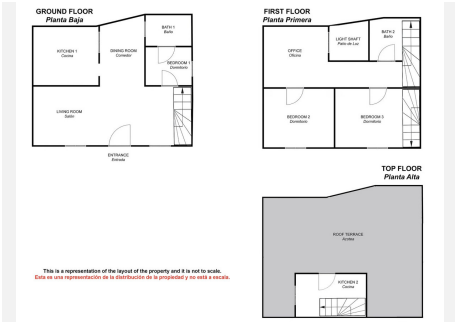 GROUND FLOOR
Planta Baja
BATH 1
Baño
KITCHEN 1
Cocina
DINING ROOM
Comedor
BEDROOM 1
Dormitorio
LIVING ROOM
Salón
ENTRANCE
Entrada
FIRST FLOOR
Planta Primera
LIGHT SHAFT
Patio de Luz
BATH 2
Baño
OFFICE
Oficina
BEDROOM 2
Dormitorio
BEDROOM 3
Dormitorio
TOP FLOOR
Planta Alta
ROOF TERRACE
Azotea
KITCHEN 2
Cocina
This is a representation of the layout of the property and it is not to scale.
Esta es una representación de la distribución de la propiedad y no está a escala.